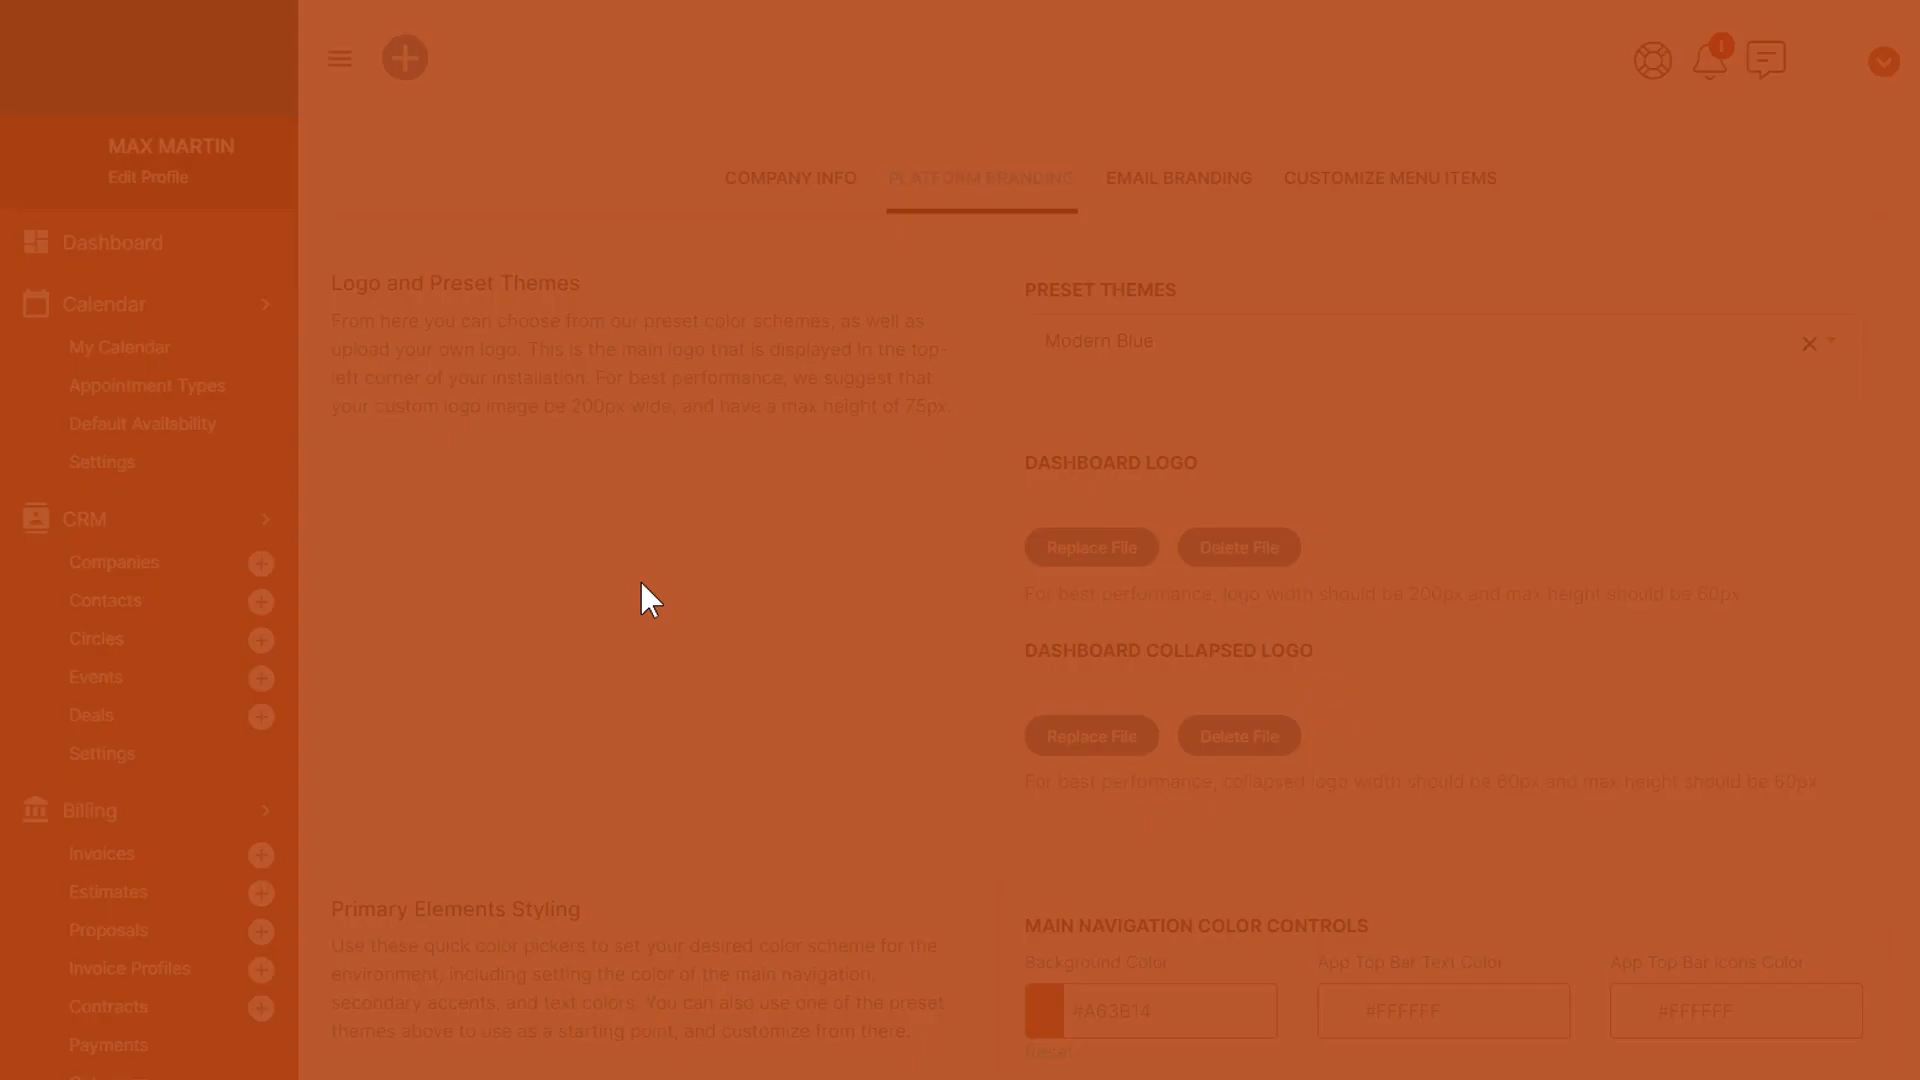 MAX MARTIN
Edit Profile
Dashboard
Calendar
My Calendar
Appointment Types
Default Availability
Settings
CRM
Companies
Contacts
Circles
Events
Deals
Settings
Billing
Invoices
Estimates
Proposals
Invoice Profiles
Contracts
Payments
COMPANY INFO
PLATFORM BRANDING
EMAIL BRANDING
CUSTOMIZE MENU ITEMS
Logo and Preset Themes
From here you can choose from our preset color schemes, as well as
upload your own logo. This is the main logo that is displayed in the top-
left corner of your installation. For best performance, we suggest that
your custom logo image be 200px wide, and have a max height of 75px.
PRESET THEMES
Modern Blue
DASHBOARD LOGO
Replace File
Delete File
For best performance, logo width should be 200px and max height should be 60px
DASHBOARD COLLAPSED LOGO
Replace File
Delete File
For best performance, collapsed logo width should be 60px and max height should be 60px
Primary Elements Styling
Use these quick color pickers to set your desired color scheme for the
environment, including setting the color of the main navigation,
secondary accents, and text colors. You can also use one of the preset
themes above to use as a starting point, and customize from there.
MAIN NAVIGATION COLOR CONTROLS
Background Color
#A63B14
Reset
App Top Bar Text Color
#FFFFFF
App Top Bar Icons Color
#FFFFFF